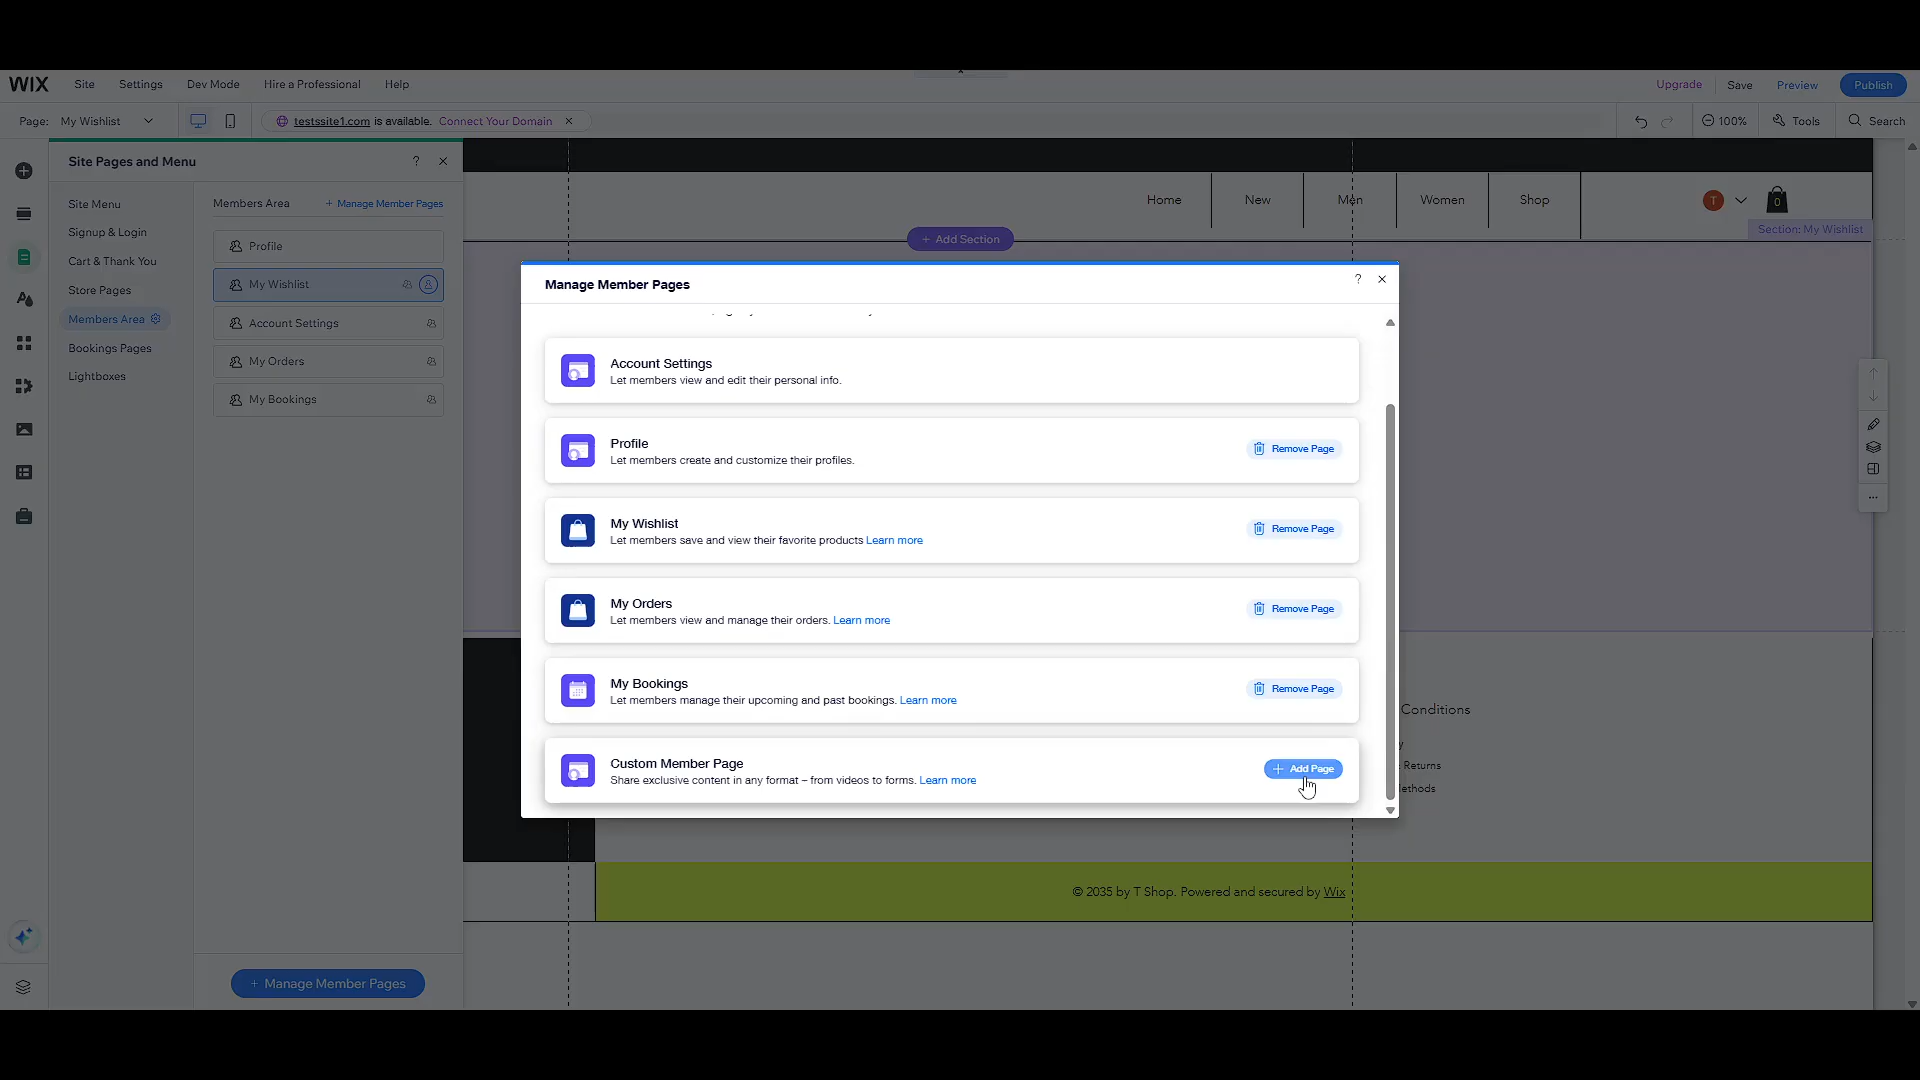 WIX Site Settings Dev Mode Hire a Professional Help Upgrade Save Preview Publish
Page: My Wishlist testssite1.com is available. Connect Your Domain 100% Tools Search
Site Pages and Menu ?
Site Menu
Signup & Login
Cart & Thank You
Store Pages
Members Area
Bookings Pages
Lightboxes
Members Area + Manage Member Pages
Profile
My Wishlist
Account Settings
My Orders
My Bookings
+ Manage Member Pages
Home New Men Women Shop T 0
Section: My Wishlist
+ Add Section
Manage Member Pages ?
Account Settings
Let members view and edit their personal info.
Profile
Let members create and customize their profiles.
Remove Page
My Wishlist
Let members save and view their favorite products Learn more
Remove Page
My Orders
Let members view and manage their orders. Learn more
Remove Page
My Bookings
Let members manage their upcoming and past bookings. Learn more
Remove Page
Custom Member Page
Share exclusive content in any format – from videos to forms. Learn more
+ Add Page
Conditions
Returns
© 2035 by T Shop. Powered and secured by Wix